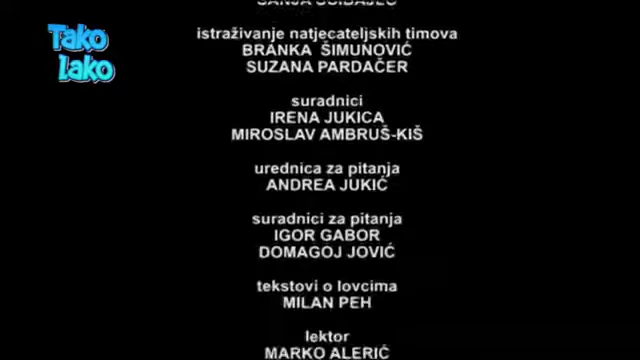 Tako
lako
istraživanje natjecateljskih timova
BRANKA ŠIMUNOVIĆ
SUZANA PARDAČER
suradnici
IRENA JUKICA
MIROSLAV AMBRUŠ-KIŠ
urednica za pitanja
ANDREA JUKIĆ
suradnici za pitanja
IGOR GABOR
DOMAGOJ JOVIĆ
tekstovi o lovcima
MILAN PEH
lektor
MARKO ALERIĆ